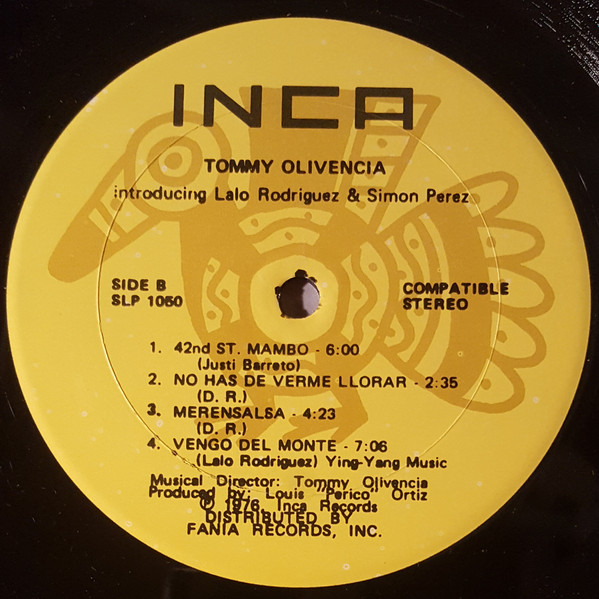 INCA
TOMMY OLIVENCIA
introducing Lalo Rodriguez & Simon Perez
SIDE B
SLP 1050
COMPATIBLE
STEREO
1. 42nd ST. MAMBO - 6:00
(Justi Barreto)
2. NO HAS DE VERME LLORAR - 2:35
(D. R.)
3. MERENSALSA - 4:23
(D. R.)
4. VENGO DEL MONTE - 7:06
(Lalo Rodriguez) Ying-Yang Music
Musical Director: Tommy Olivencia
Produced by: Louis "Perico" Ortiz
℗ 1976, Inca Records
DISTRIBUTED BY
FANIA RECORDS, INC.